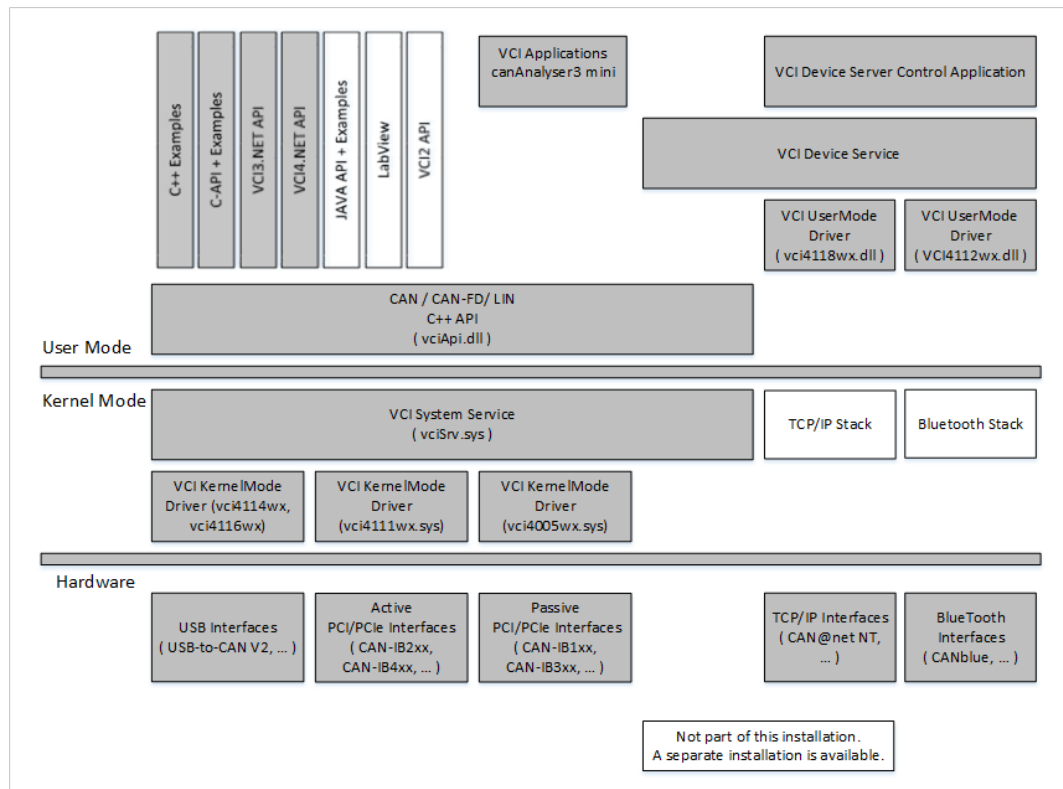 C++ Examples
C-API + Examples
VCI3.NET API
VCI4.NET API
JAVA API + Examples
LabView
VCI2 API
VCI Applications
canAnalyser3 mini
VCI Device Server Control Application
VCI Device Service
VCI UserMode
Driver
( vci4118wx.dll )
VCI UserMode
Driver
( VCI4112wx.dll )
CAN / CAN-FD/ LIN
C++ API
( vciApi.dll )
User Mode
Kernel Mode
VCI System Service
( vciSrv.sys )
TCP/IP Stack
Bluetooth Stack
VCI KernelMode
Driver (vci4114wx,
vci4116wx)
VCI KernelMode
Driver
(vci4111wx.sys)
VCI KernelMode
Driver
(vci4005wx.sys)
Hardware
USB Interfaces
( USB-to-CAN V2, ... )
Active
PCI/PCIe Interfaces
( CAN-IB2xx,
CAN-IB4xx, ... )
Passive
PCI/PCIe Interfaces
( CAN-IB1xx,
CAN-IB3xx, ... )
TCP/IP Interfaces
( CAN@net NT,
... )
BlueTooth
Interfaces
( CANblue, ... )
Not part of this installation.
A separate installation is available.